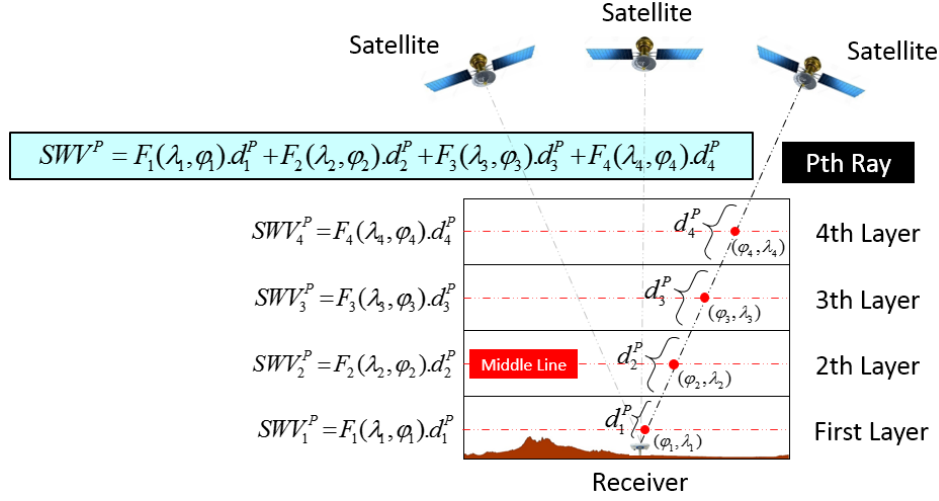 Satellite
Satellite
Satellite
SWV^P = F_1(λ_1,φ_1).d_1^P + F_2(λ_2,φ_2).d_2^P + F_3(λ_3,φ_3).d_3^P + F_4(λ_4,φ_4).d_4^P
Pth Ray
SWV_4^P = F_4(λ_4,φ_4).d_4^P
d_4^P
(φ_4,λ_4)
4th Layer
SWV_3^P = F_3(λ_3,φ_3).d_3^P
d_3^P
(φ_3,λ_3)
3th Layer
SWV_2^P = F_2(λ_2,φ_2).d_2^P
Middle Line
d_2^P
(φ_2,λ_2)
2th Layer
SWV_1^P = F_1(λ_1,φ_1).d_1^P
d_1^P
(φ_1,λ_1)
First Layer
Receiver